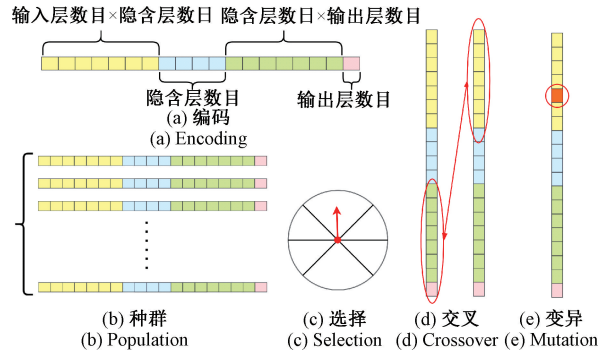 输入层数目×隐含层数日 隐含层数日×输出层数目
隐含层数目 输出层数目
(a) 编码
(a) Encoding
(b) 种群
(b) Population
(c) 选择
(c) Selection
(d) 交叉
(d) Crossover
(e) 变异
(e) Mutation